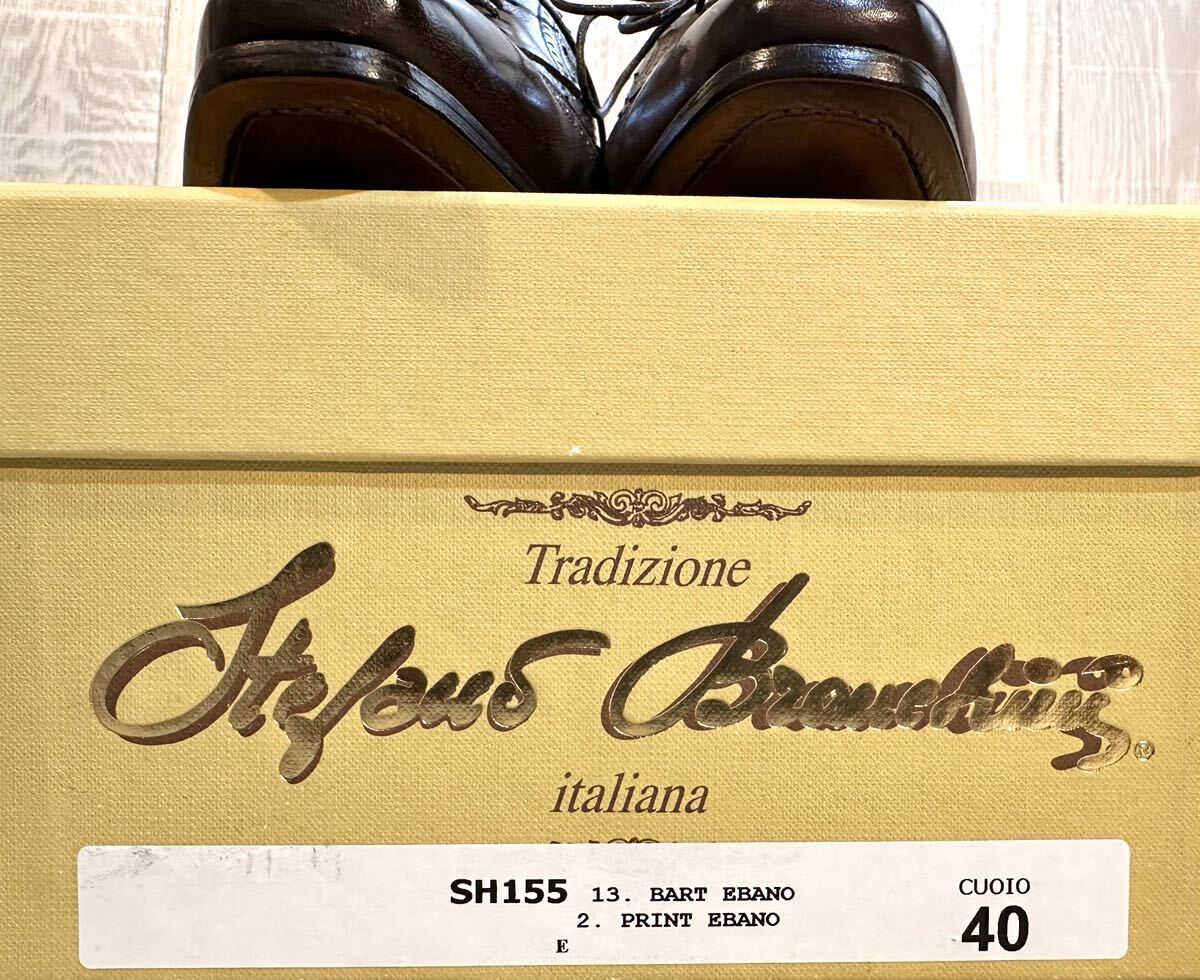 Tradizione
Stefano Branchini
®
italiana
SH155 13. BART EBANO
2. PRINT EBANO
E
CUOIO
40